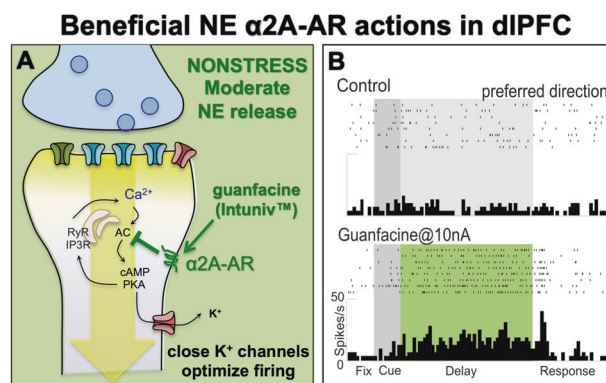 Beneficial NE α2A-AR actions in dlPFC
A
NONSTRESS
Moderate
NE release
guanfacine
(Intuniv™)
Ca²⁺
RyR
IP3R
AC
α2A-AR
cAMP
PKA
K⁺
close K⁺ channels
optimize firing
B
Control
preferred direction
Guanfacine@10nA
50
Spikes/s
0
Fix Cue Delay Response